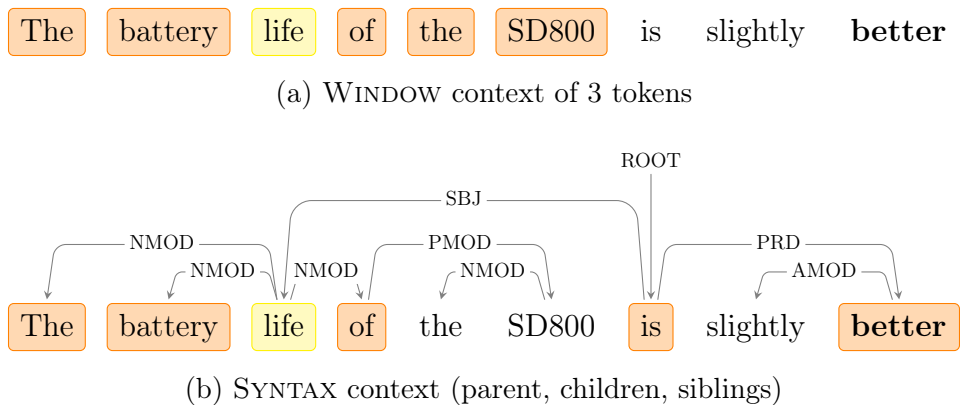 The battery life of the SD800 is slightly better
(a) WINDOW context of 3 tokens
ROOT
SBJ
NMOD PMOD PRD
NMOD NMOD NMOD AMOD
The battery life of the SD800 is slightly better
(b) SYNTAX context (parent, children, siblings)